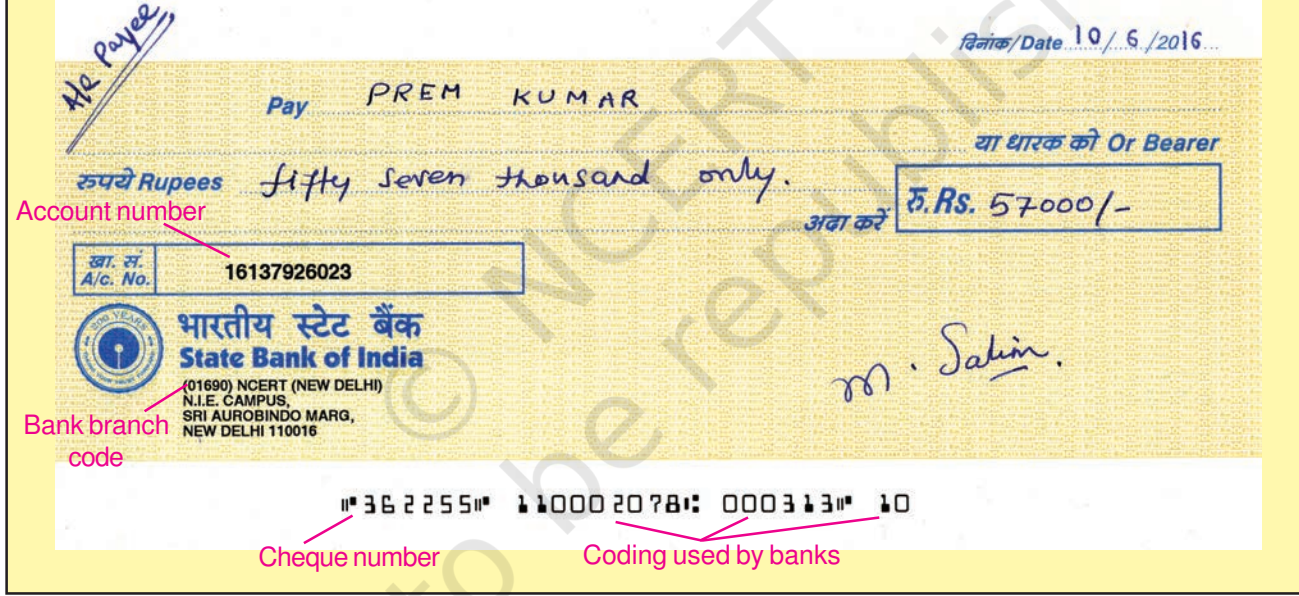 A/c Payee
दिनांक/Date 10/ 6 /2016
Pay PREM KUMAR
या धारक को Or Bearer
रुपये Rupees fifty seven thousand only.
अदा करें रु. Rs. 57000/-
Account number
खा. सं.
A/c. No. 16137926023
200 YEARS
भारतीय स्टेट बैंक
State Bank of India
(01690) NCERT (NEW DELHI)
N.I.E. CAMPUS,
SRI AUROBINDO MARG,
NEW DELHI 110016
M. Salim.
Bank branch
code
⑈362255⑈ 110002078⑆ 000313⑈ 10
Cheque number
Coding used by banks
© NCERT
to be republis